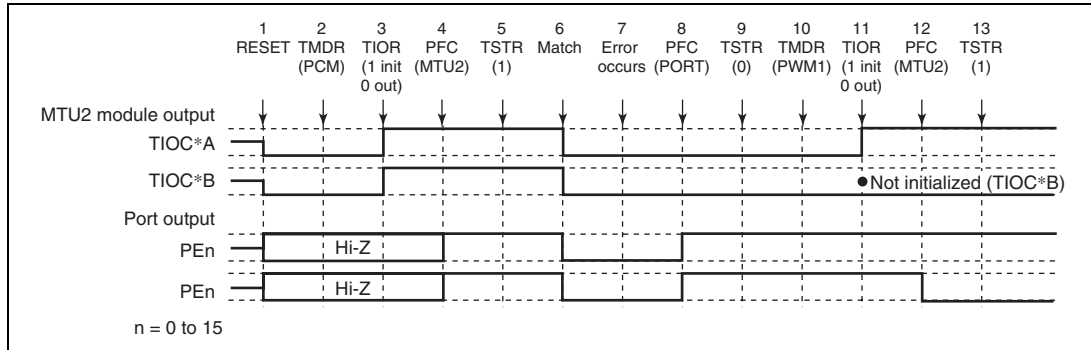 1 2 3 4 5 6 7 8 9 10 11 12 13
RESET TMDR TIOR PFC TSTR Match Error PFC TSTR TMDR TIOR PFC TSTR
(PCM) (1 init (MTU2) (1) occurs (PORT) (0) (PWM1) (1 init (MTU2) (1)
0 out) 0 out)
MTU2 module output
TIOC*A
TIOC*B
● Not initialized (TIOC*B)
Port output
PEn
Hi-Z
PEn
Hi-Z
n = 0 to 15